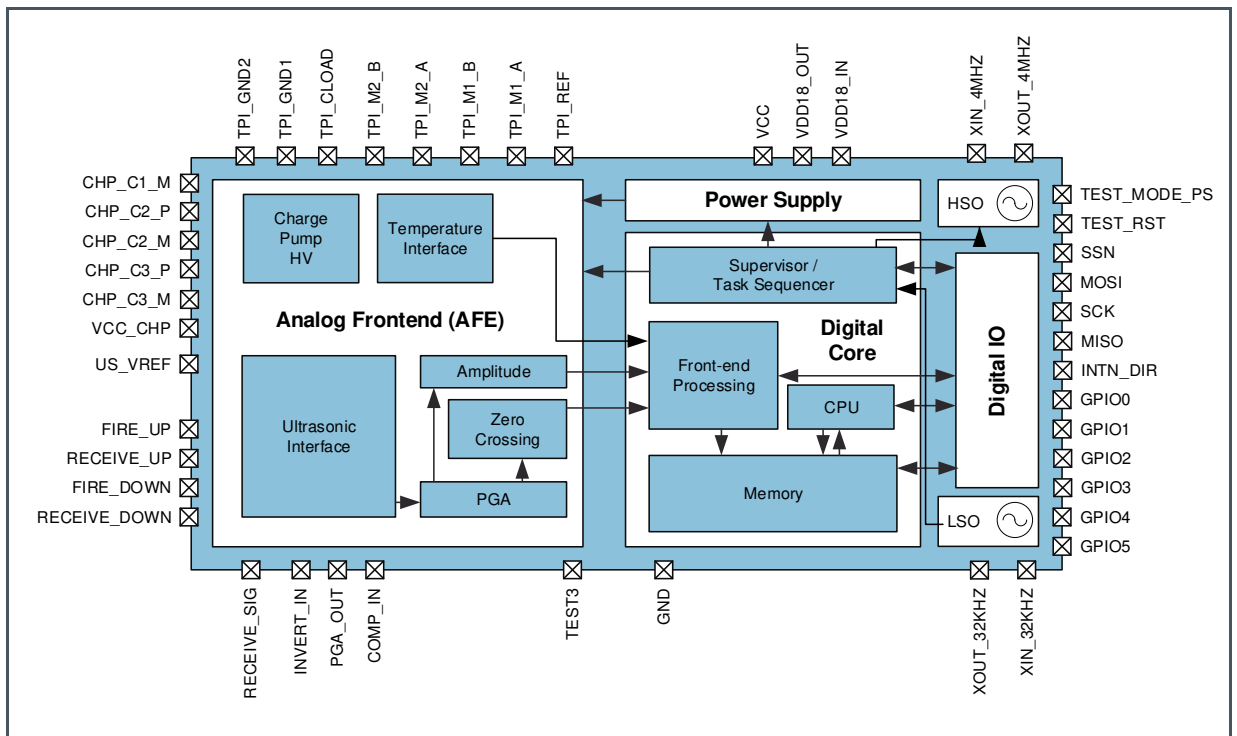 TPI_GND2
TPI_GND1
TPI_CLOAD
TPI_M2_B
TPI_M2_A
TPI_M1_B
TPI_M1_A
TPI_REF
VCC
VDD18_OUT
VDD18_IN
XIN_4MHZ
XOUT_4MHZ
CHP_C1_M
CHP_C2_P
CHP_C2_M
CHP_C3_P
CHP_C3_M
VCC_CHP
US_VREF
FIRE_UP
RECEIVE_UP
FIRE_DOWN
RECEIVE_DOWN
Charge
Pump
HV
Temperature
Interface
Analog Frontend (AFE)
Ultrasonic
Interface
Amplitude
Zero
Crossing
PGA
Power Supply
Supervisor /
Task Sequencer
Digital
Core
Front-end
Processing
CPU
Memory
HSO
Digital IO
LSO
TEST_MODE_PS
TEST_RST
SSN
MOSI
SCK
MISO
INTN_DIR
GPIO0
GPIO1
GPIO2
GPIO3
GPIO4
GPIO5
RECEIVE_SIG
INVERT_IN
PGA_OUT
COMP_IN
TEST3
GND
XOUT_32KHZ
XIN_32KHZ